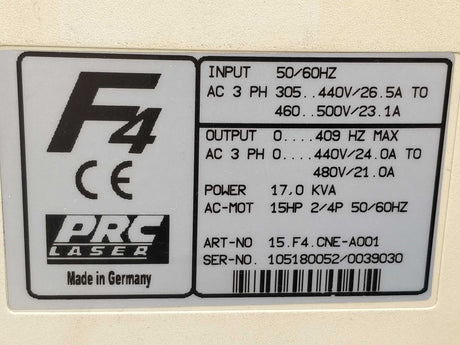 F4
CE
PRC
LASER
Made in Germany
INPUT 50/60HZ
AC 3 PH 305..440V/26.5A TO
460..500V/23.1A
OUTPUT 0....409 HZ MAX
AC 3 PH 0....440V/24.0A TO
480V/21.0A
POWER 17.0 KVA
AC-MOT 15HP 2/4P 50/60HZ
ART-NO 15.F4.CNE-A001
SER-NO. 105180052/0039030